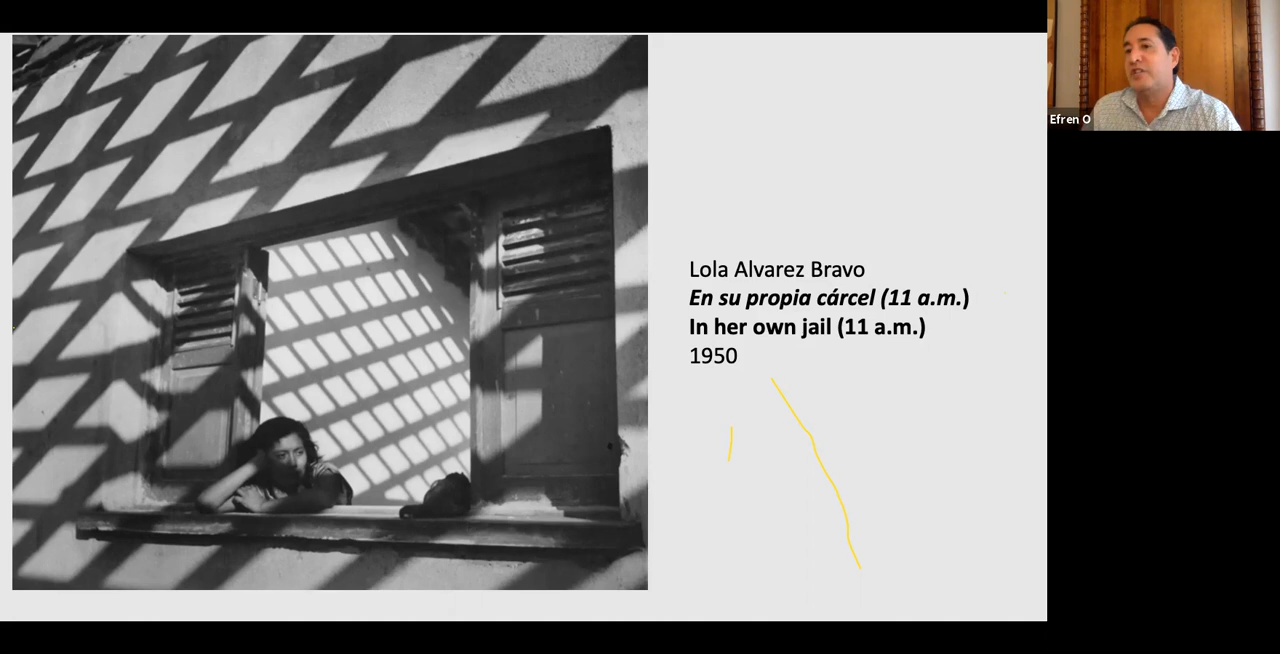 Lola Alvarez Bravo
En su propia cárcel (11 a.m.)
In her own jail (11 a.m.)
1950
Efren O